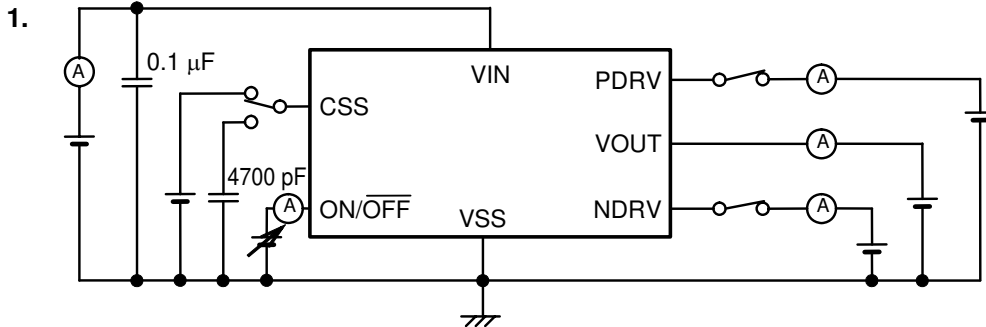 1.
A
0.1 μF
VIN
PDRV
A
CSS
VOUT
A
4700 pF
A
ON/OFF
VSS
NDRV
A